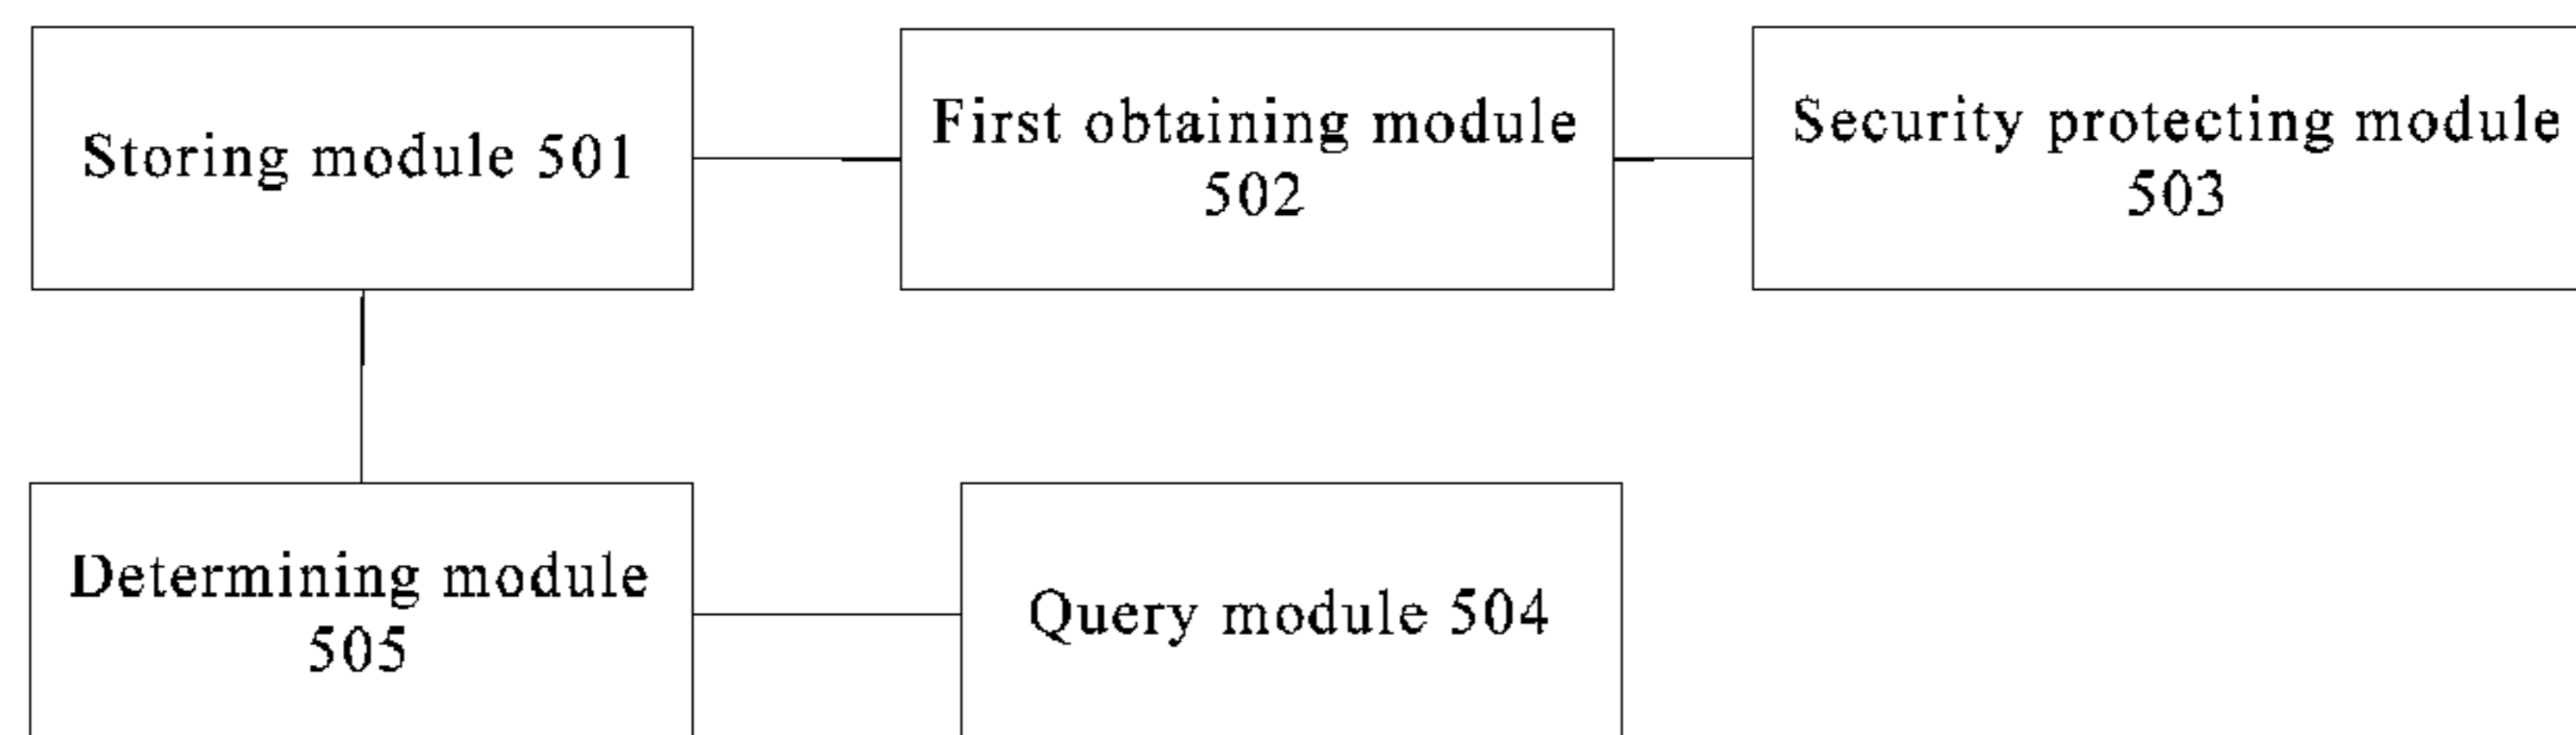 Storing module 501
First obtaining module
502
Security protecting module
503
Determining module
505
Query module 504